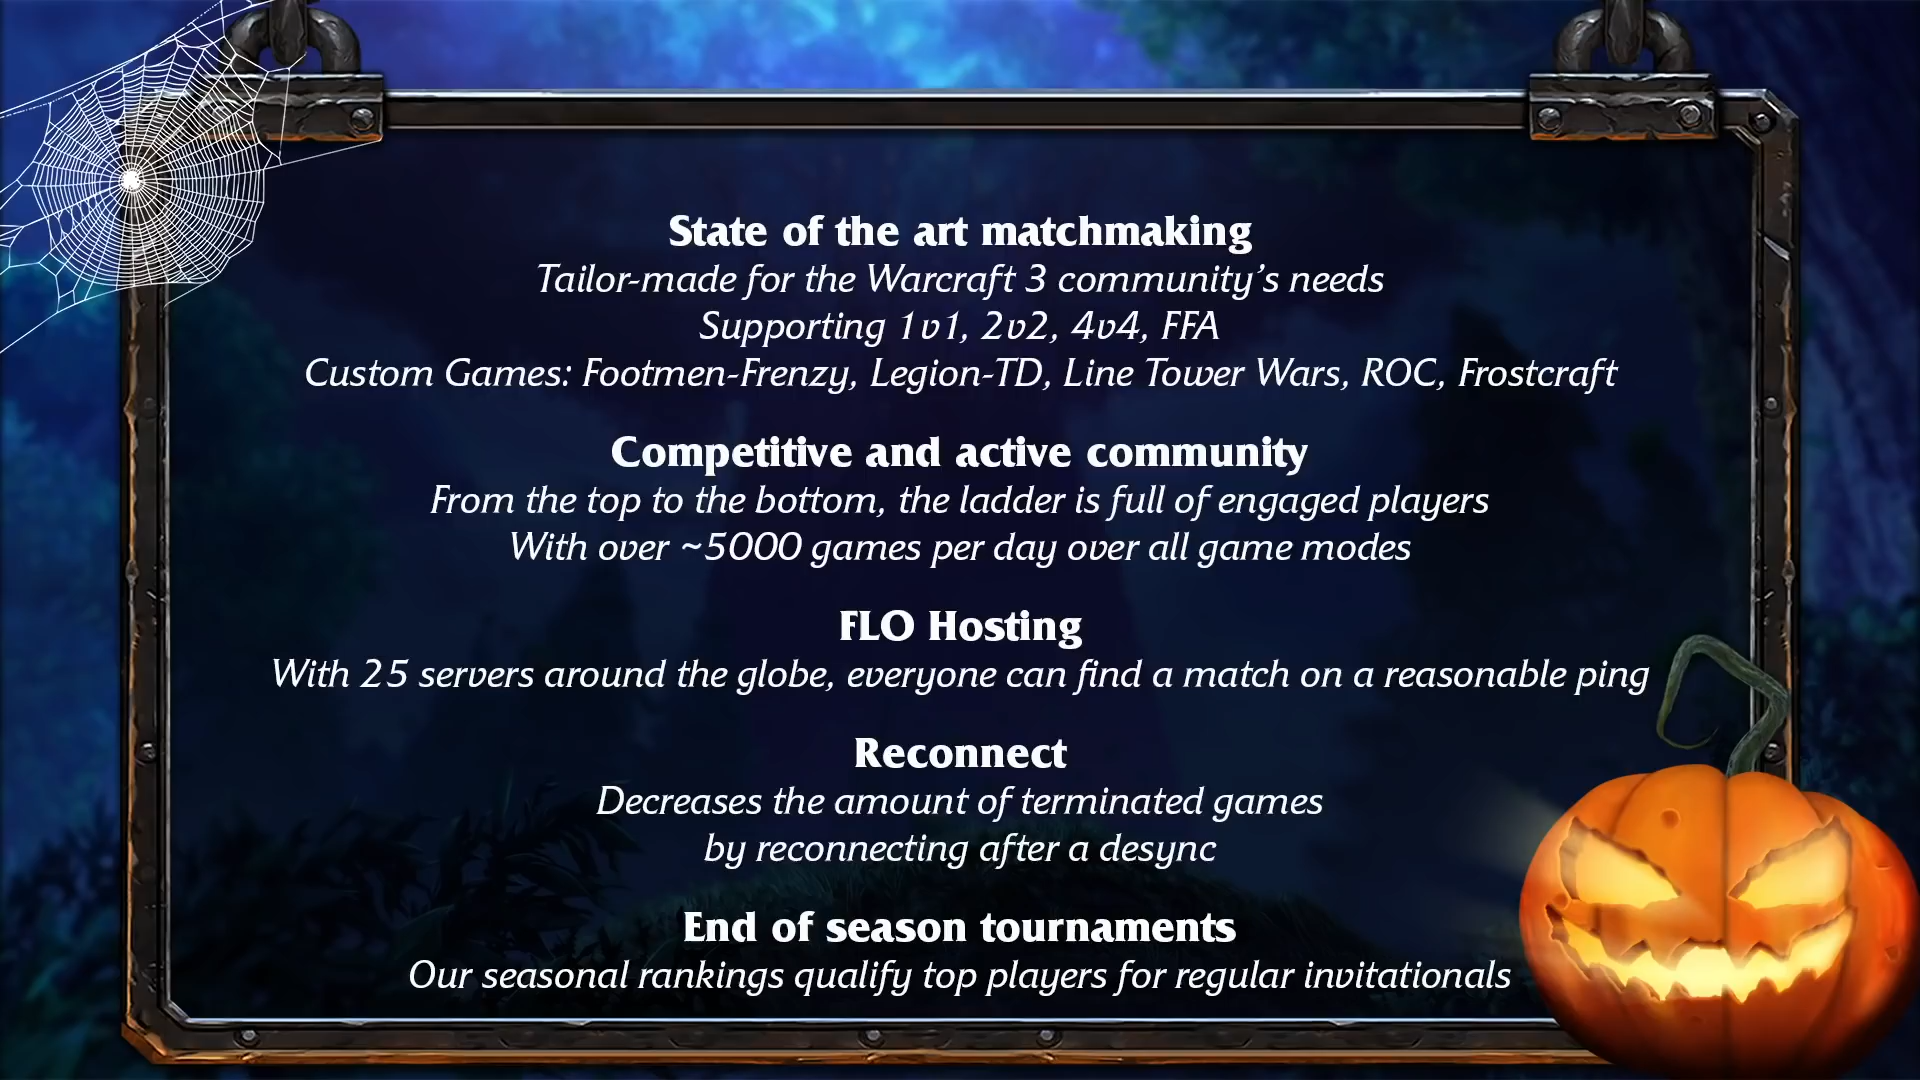 State of the art matchmaking
Tailor-made for the Warcraft 3 community’s needs
Supporting 1v1, 2v2, 4v4, FFA
Custom Games: Footmen-Frenzy, Legion-TD, Line Tower Wars, ROC, Frostcraft
Competitive and active community
From the top to the bottom, the ladder is full of engaged players
With over ~5000 games per day over all game modes
FLO Hosting
With 25 servers around the globe, everyone can find a match on a reasonable ping
Reconnect
Decreases the amount of terminated games
by reconnecting after a desync
End of season tournaments
Our seasonal rankings qualify top players for regular invitationals